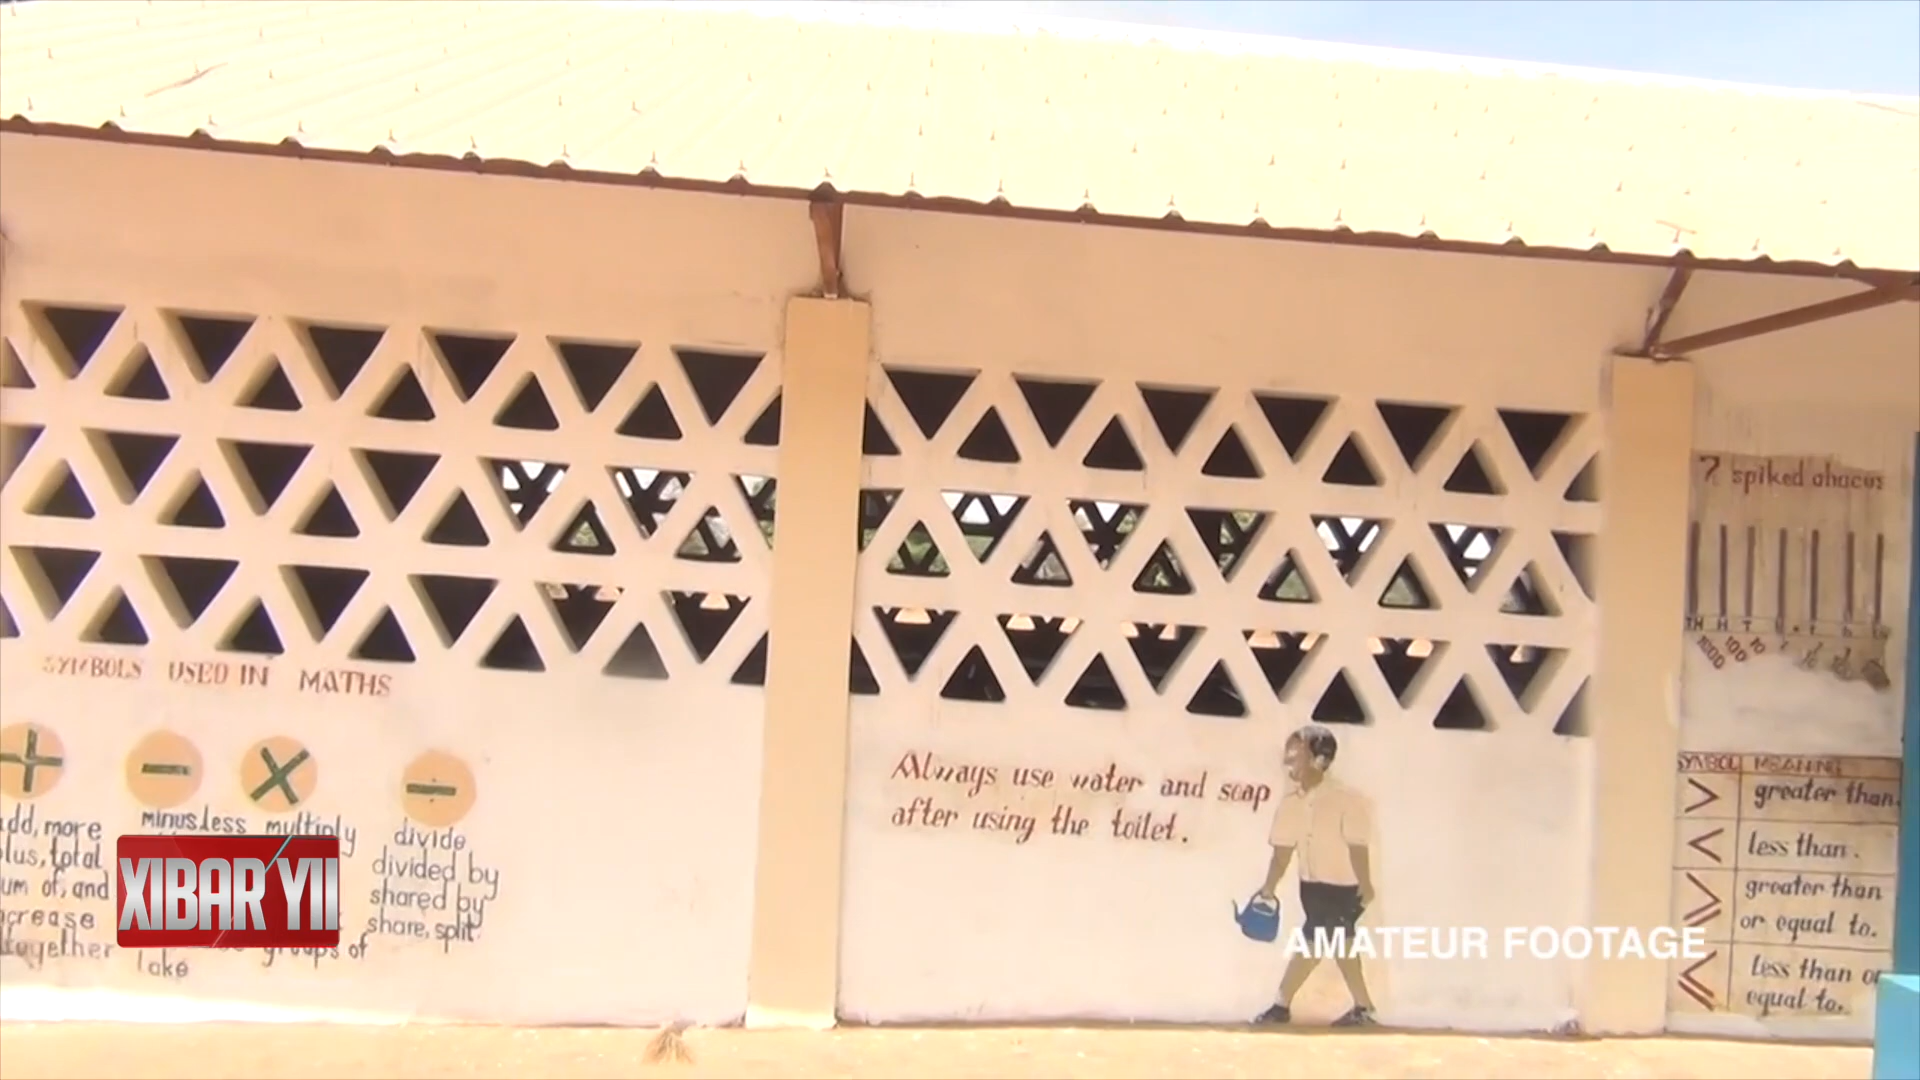 SYMBOLS USED IN MATHS
+
−
×
÷
add, more
plus, total
sum of, and
increase
together
minus less
take
multiply
groups of
divide
divided by
shared by
share, split
Always use water and soap
after using the toilet.
7 spiked abacus
TH H T
1000 100 10
SYMBOL MEANING
> greater than
< less than.
greater than
or equal to.
less than or
equal to.
XIBAR YII
AMATEUR FOOTAGE